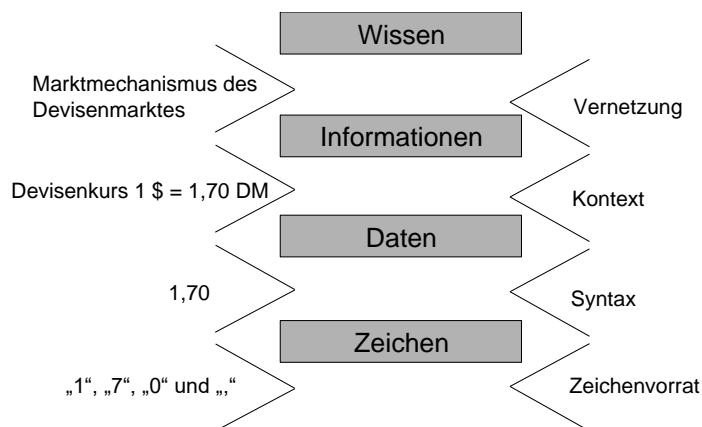 Wissen
Marktmechanismus des
Devisenmarktes
Vernetzung
Informationen
Devisenkurs 1 $ = 1,70 DM
Kontext
Daten
1,70
Syntax
Zeichen
„1“, „7“, „0“ und „,“
Zeichenvorrat